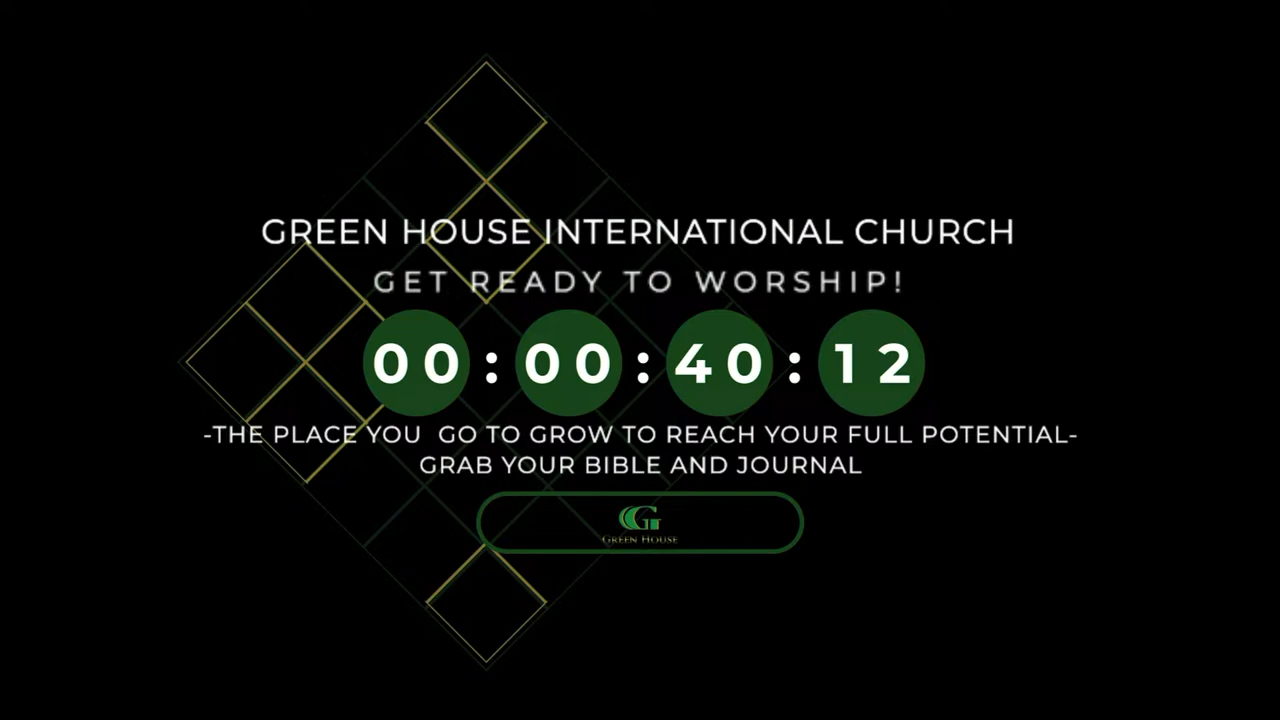 GREEN HOUSE INTERNATIONAL CHURCH
GET READY TO WORSHIP!
00:00:40:12
-THE PLACE YOU  GO TO GROW TO REACH YOUR FULL POTENTIAL-
GRAB YOUR BIBLE AND JOURNAL
G
GREEN HOUSE